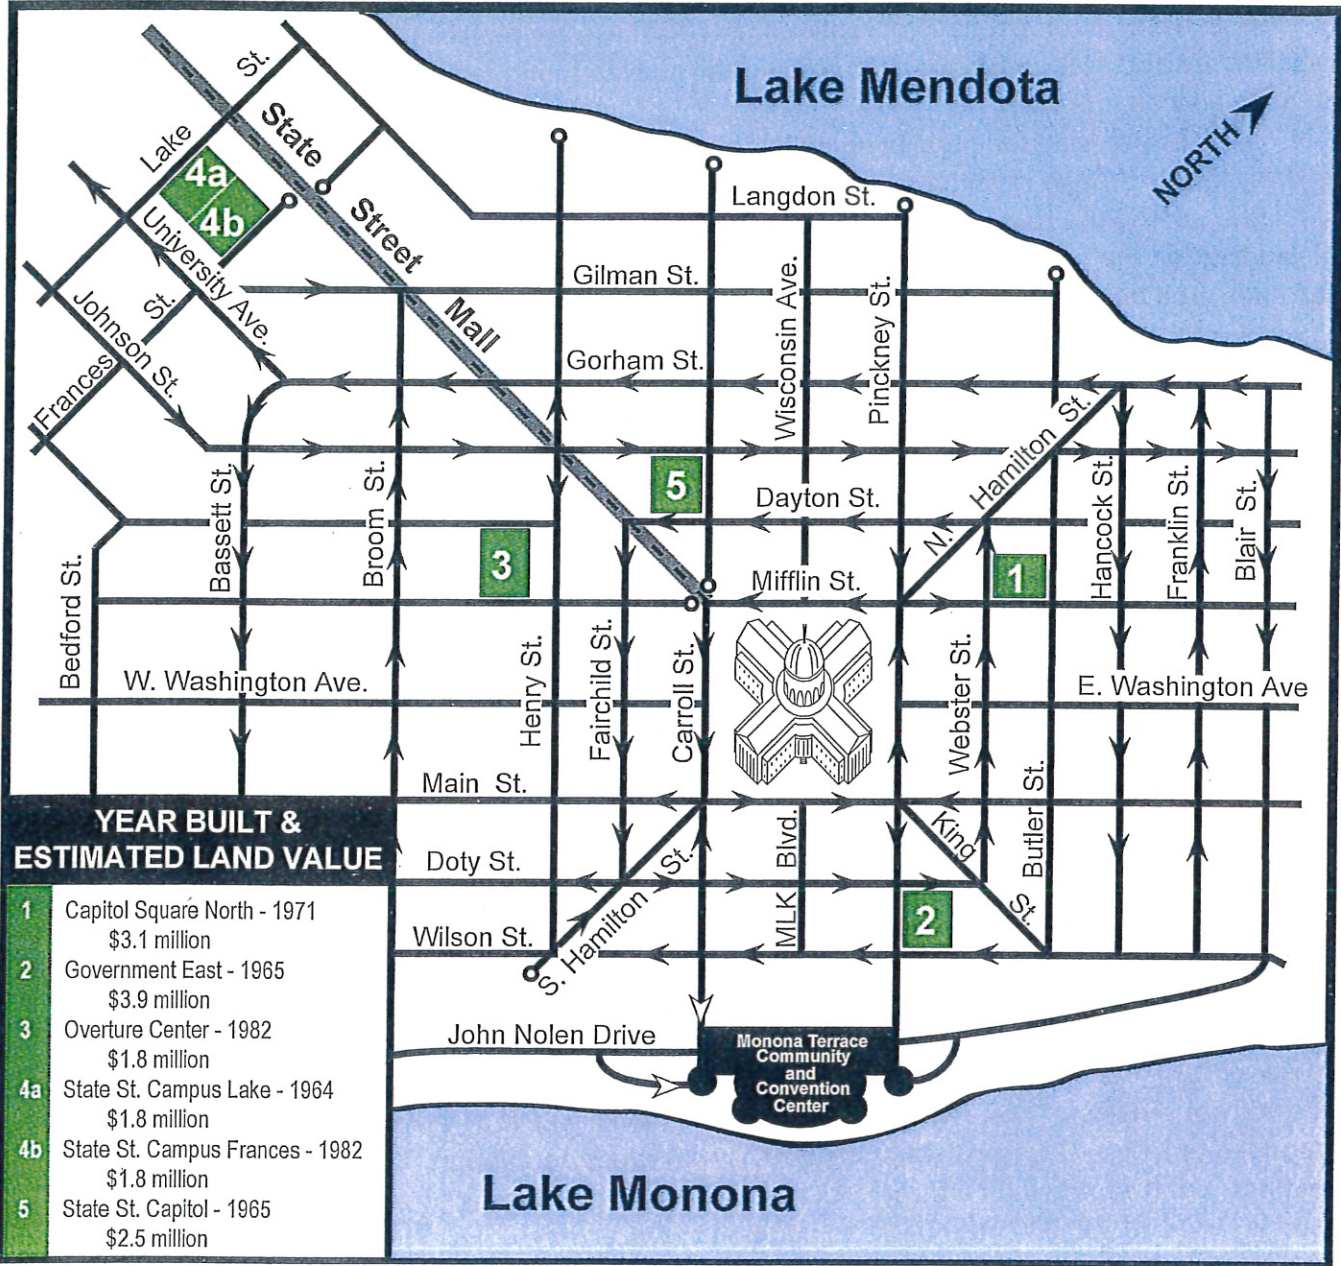 Lake Mendota
NORTH
Lake St.
State Street Mall
4a
4b
Langdon St.
University Ave.
Gilman St.
Johnson St.
Frances St.
Gorham St.
Wisconsin Ave.
Pinckney St.
N. Hamilton St.
5
Dayton St.
Bassett St.
Broom St.
Hancock St.
Franklin St.
Blair St.
3
Mifflin St.
1
Bedford St.
Henry St.
Fairchild St.
Carroll St.
Webster St.
W. Washington Ave.
E. Washington Ave
Main St.
Butler St.
King St.
Doty St.
MLK Blvd.
2
Wilson St.
S. Hamilton St.
John Nolen Drive
Monona Terrace
Community
and
Convention
Center
Lake Monona
YEAR BUILT &
ESTIMATED LAND VALUE
1 Capitol Square North - 1971
$3.1 million
2 Government East - 1965
$3.9 million
3 Overture Center - 1982
$1.8 million
4a State St. Campus Lake - 1964
$1.8 million
4b State St. Campus Frances - 1982
$1.8 million
5 State St. Capitol - 1965
$2.5 million